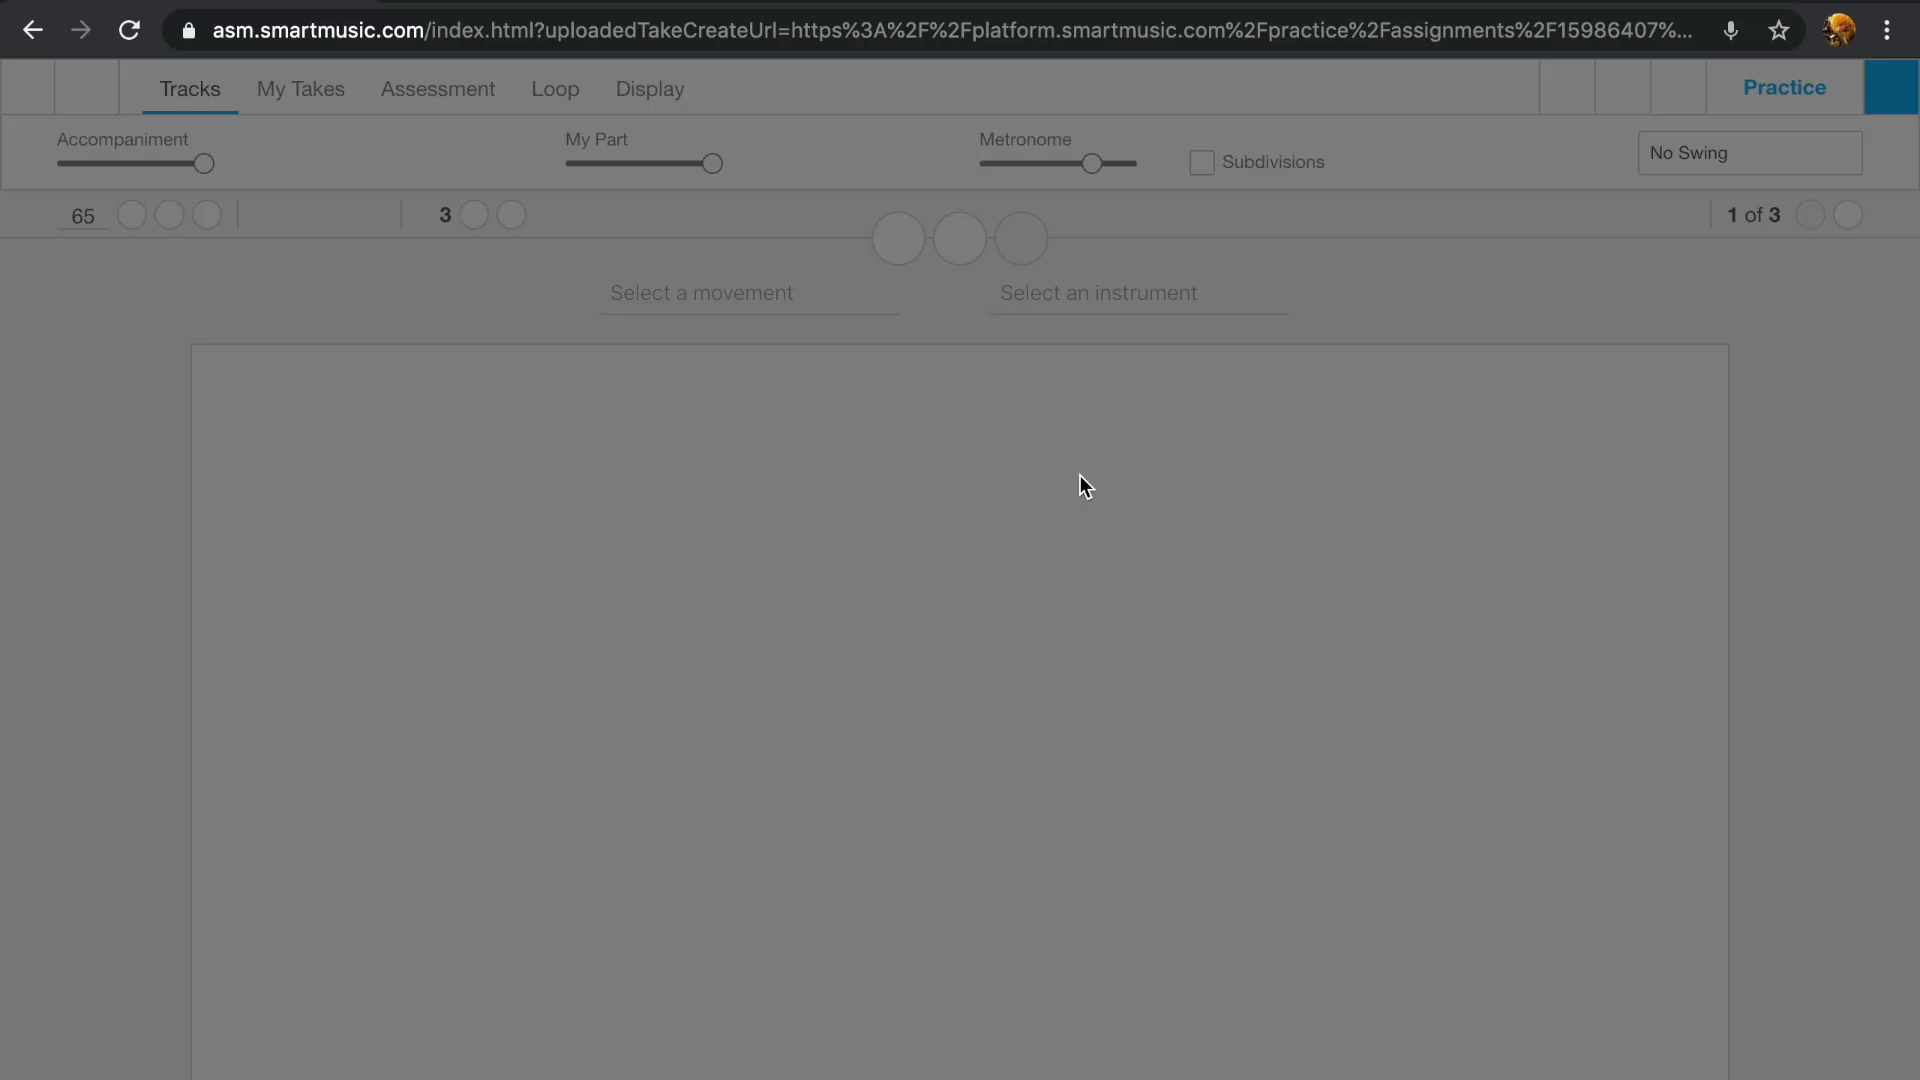 asm.smartmusic.com/index.html?uploadedTakeCreateUrl=https%3A%2F%2Fplatform.smartmusic.com%2Fpractice%2Fassignments%2F15986407%...
Tracks My Takes Assessment Loop Display Practice
Accompaniment My Part Metronome Subdivisions No Swing
65 3 1 of 3
Select a movement Select an instrument